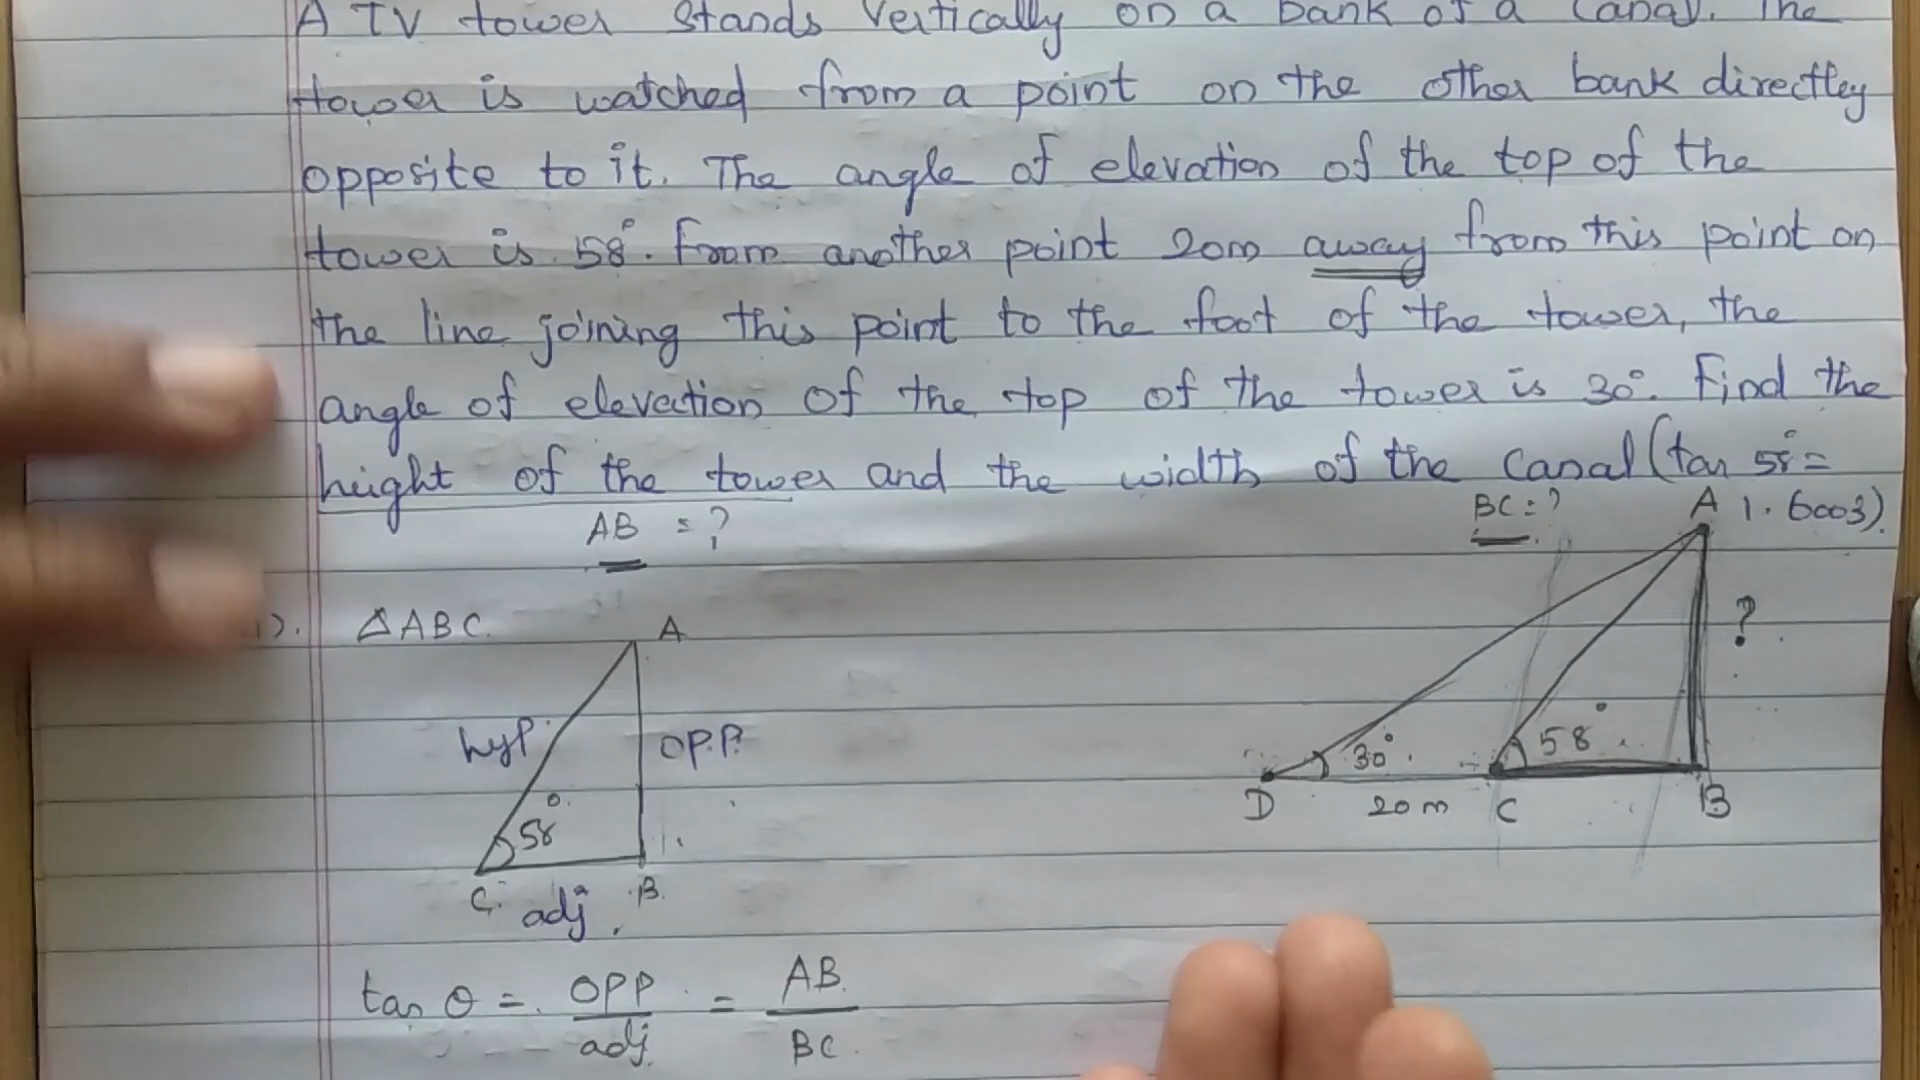 A TV tower stands vertically on a bank of a Canal. The
tower is watched from a point on the other bank directley
opposite to it. The angle of elevation of the top of the
tower is 58°. From another point 20m away from this point on
the line joining this point to the foot of the tower, the
angle of elevation of the top of the tower is 30°. Find the
height of the tower and the width of the Canal (tan 58°=
1.6003).
AB = ?
BC = ?
1). △ABC.
A
hyp.
OPP.
58°
C.
adj.
B.
A
?
30°.
58°.
D
20 m
C
B
tan θ = OPP/adj = AB/BC